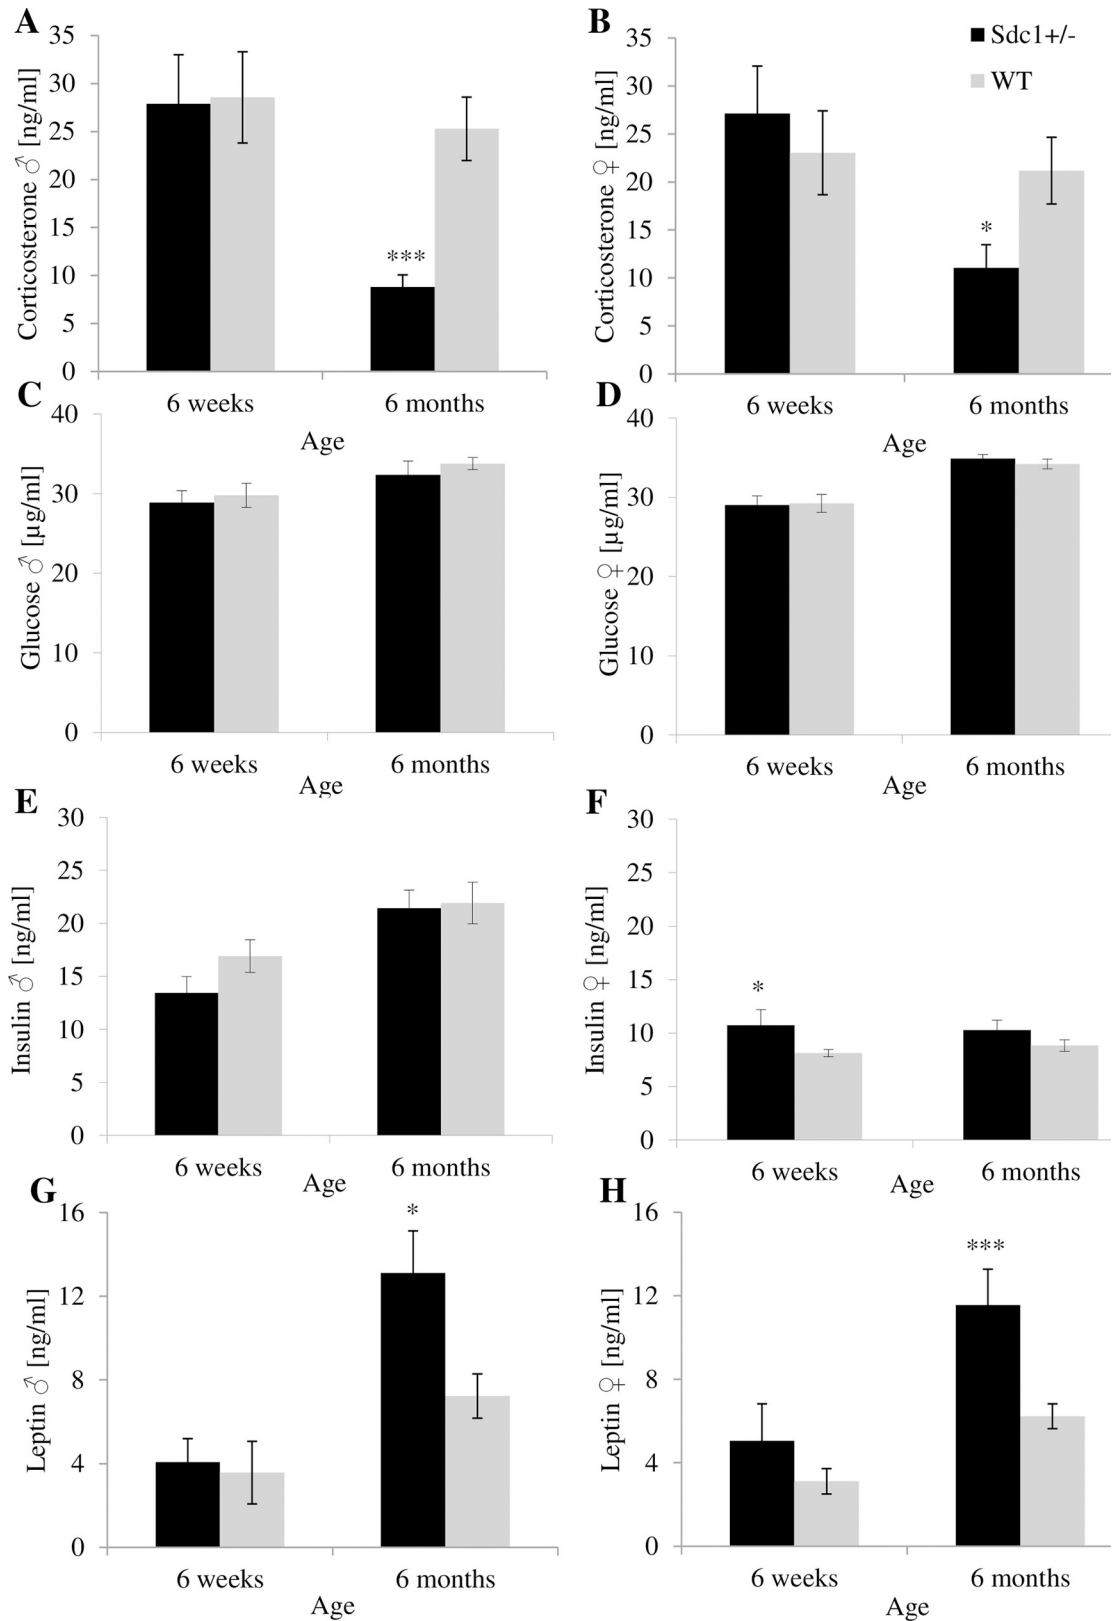 A
Corticosterone ♂ [ng/ml]
35
30
25
20
15
10
5
0
***
6 weeks
6 months
Age
B
Corticosterone ♀ [ng/ml]
35
30
25
20
15
10
5
0
*
Sdc1+/-
WT
6 weeks
6 months
Age
C
Glucose ♂ [µg/ml]
40
30
20
10
0
6 weeks
6 months
Age
D
Glucose ♀ [µg/ml]
40
30
20
10
0
6 weeks
6 months
Age
E
Insulin ♂ [ng/ml]
30
25
20
15
10
5
0
6 weeks
6 months
Age
F
Insulin ♀ [ng/ml]
30
25
20
15
10
5
0
*
6 weeks
6 months
Age
G
Leptin ♂ [ng/ml]
16
12
8
4
0
*
6 weeks
6 months
Age
H
Leptin ♀ [ng/ml]
16
12
8
4
0
***
6 weeks
6 months
Age